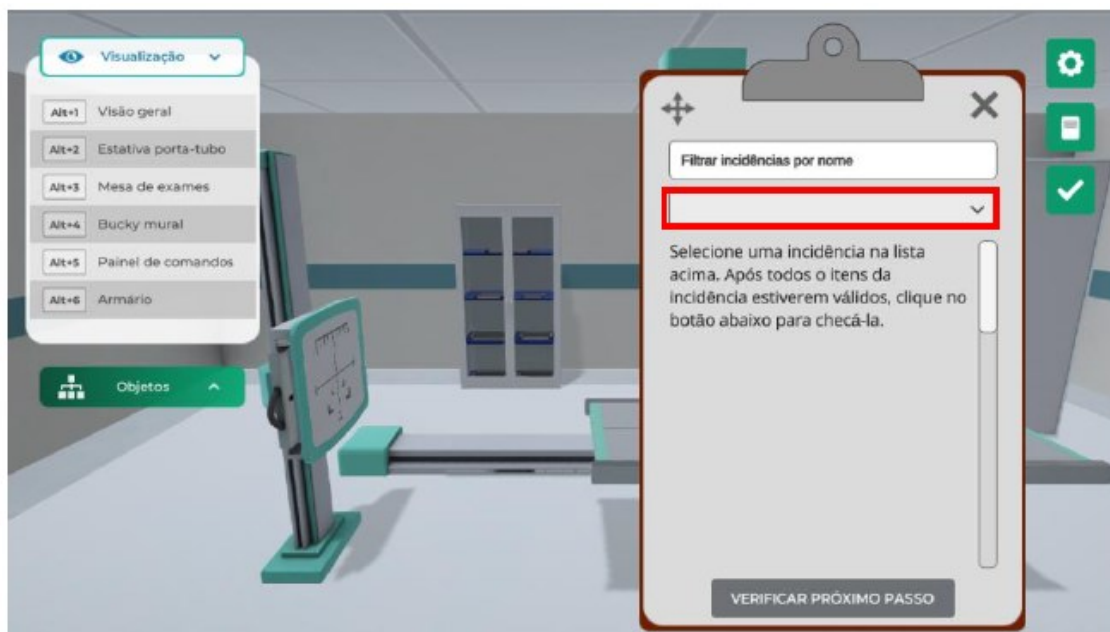 Visualização
Alt+1 Visão geral
Alt+2 Estativa porta-tubo
Alt+3 Mesa de exames
Alt+4 Bucky mural
Alt+5 Painel de comandos
Alt+6 Armário
Objetos
Filtrar incidências por nome
Selecione uma incidência na lista
acima. Após todos o itens da
incidência estiverem válidos, clique no
botão abaixo para checá-la.
VERIFICAR PRÓXIMO PASSO